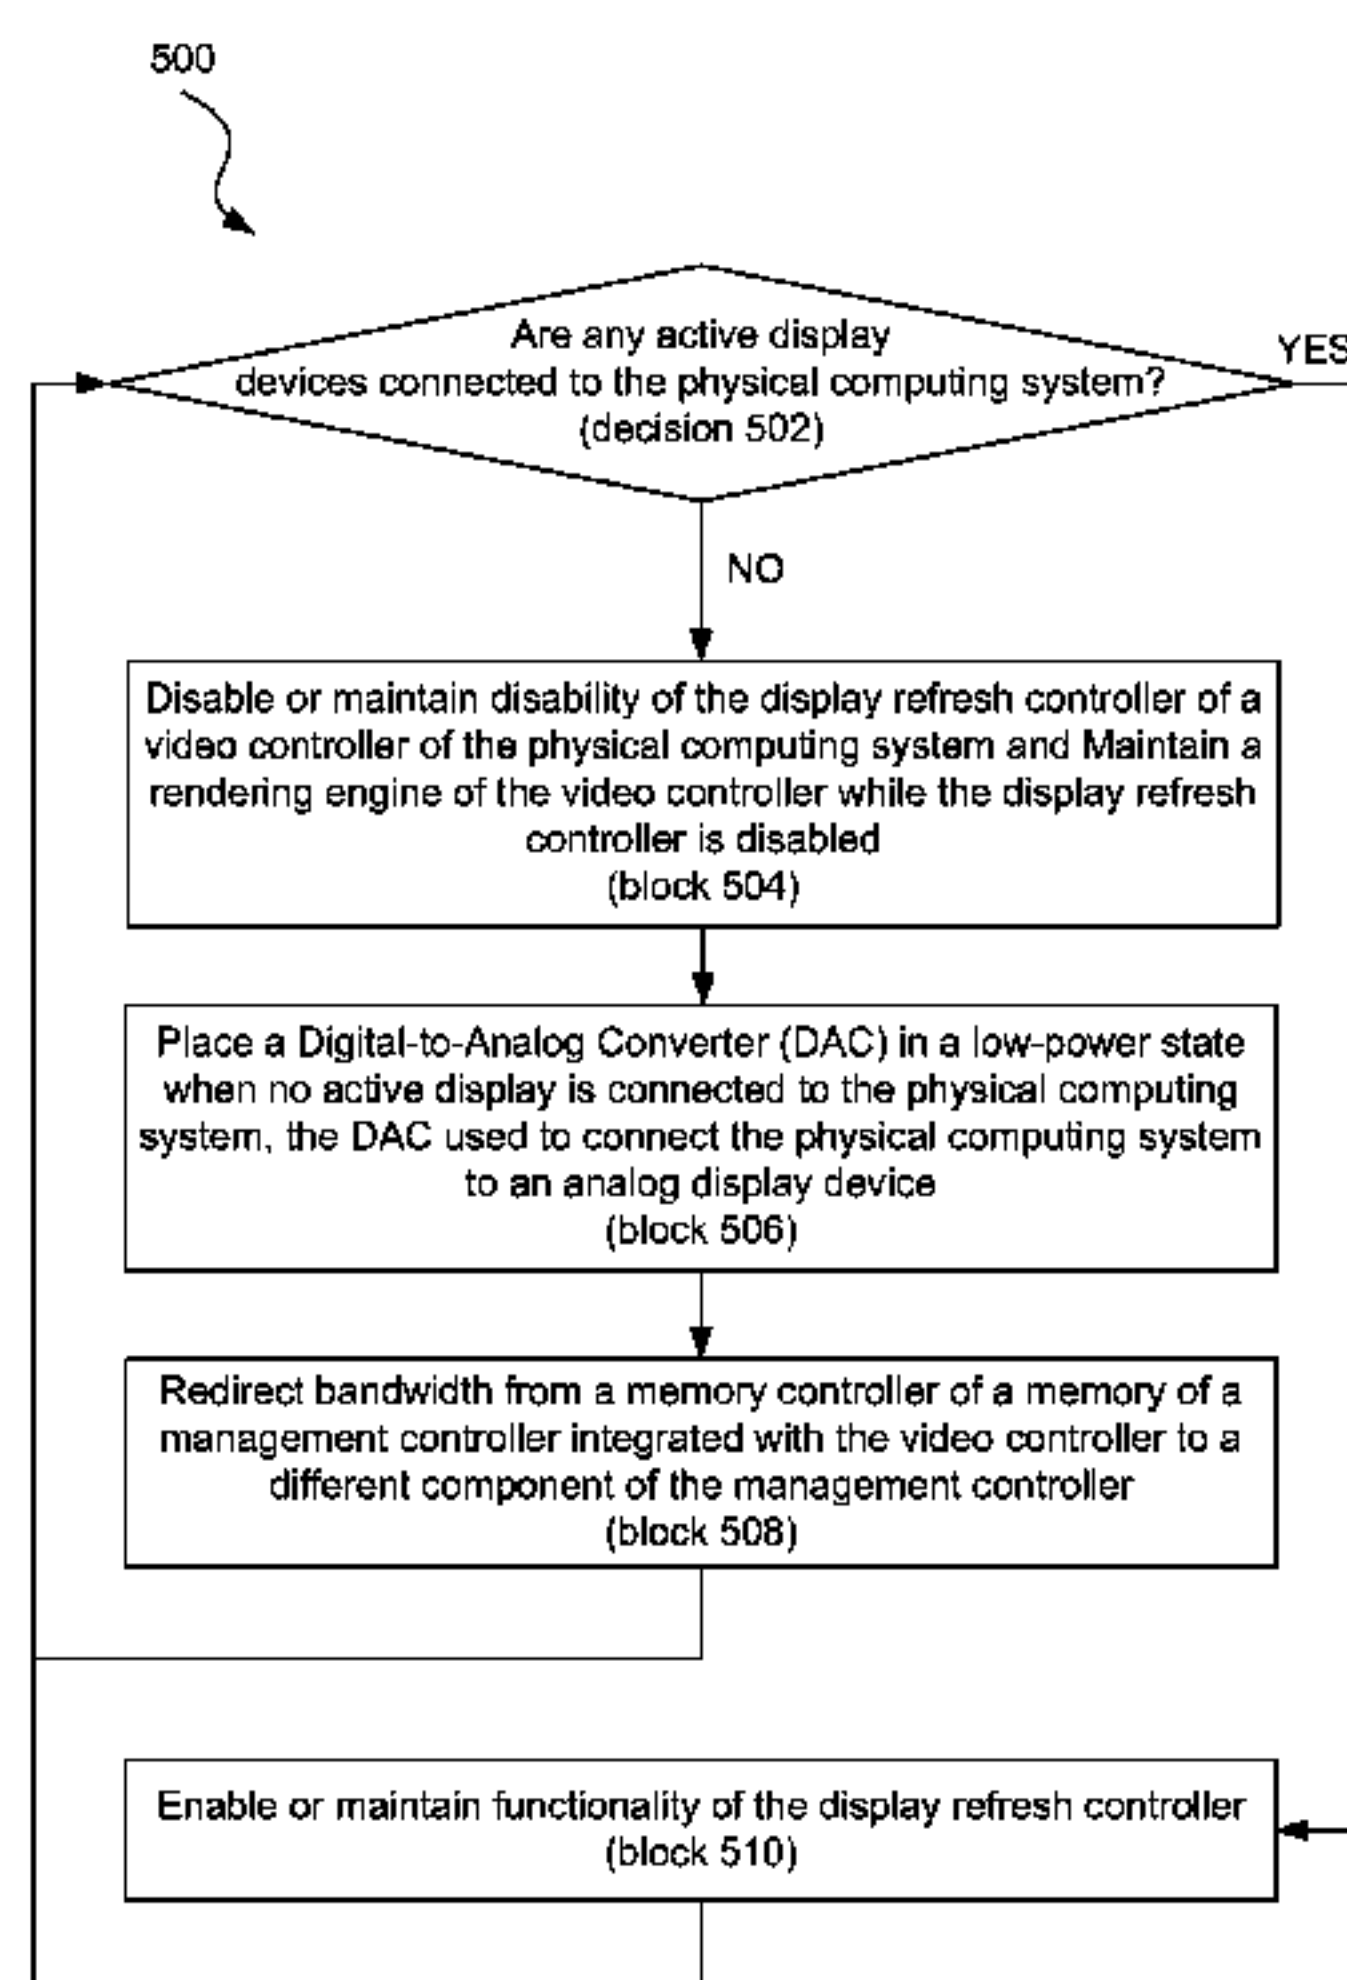 500
Are any active display
devices connected to the physical computing system?
(decision 502)
YES
NO
Disable or maintain disability of the display refresh controller of a
video controller of the physical computing system and Maintain a
rendering engine of the video controller while the display refresh
controller is disabled
(block 504)
Place a Digital-to-Analog Converter (DAC) in a low-power state
when no active display is connected to the physical computing
system, the DAC used to connect the physical computing system
to an analog display device
(block 506)
Redirect bandwidth from a memory controller of a memory of a
management controller integrated with the video controller to a
different component of the management controller
(block 508)
Enable or maintain functionality of the display refresh controller
(block 510)